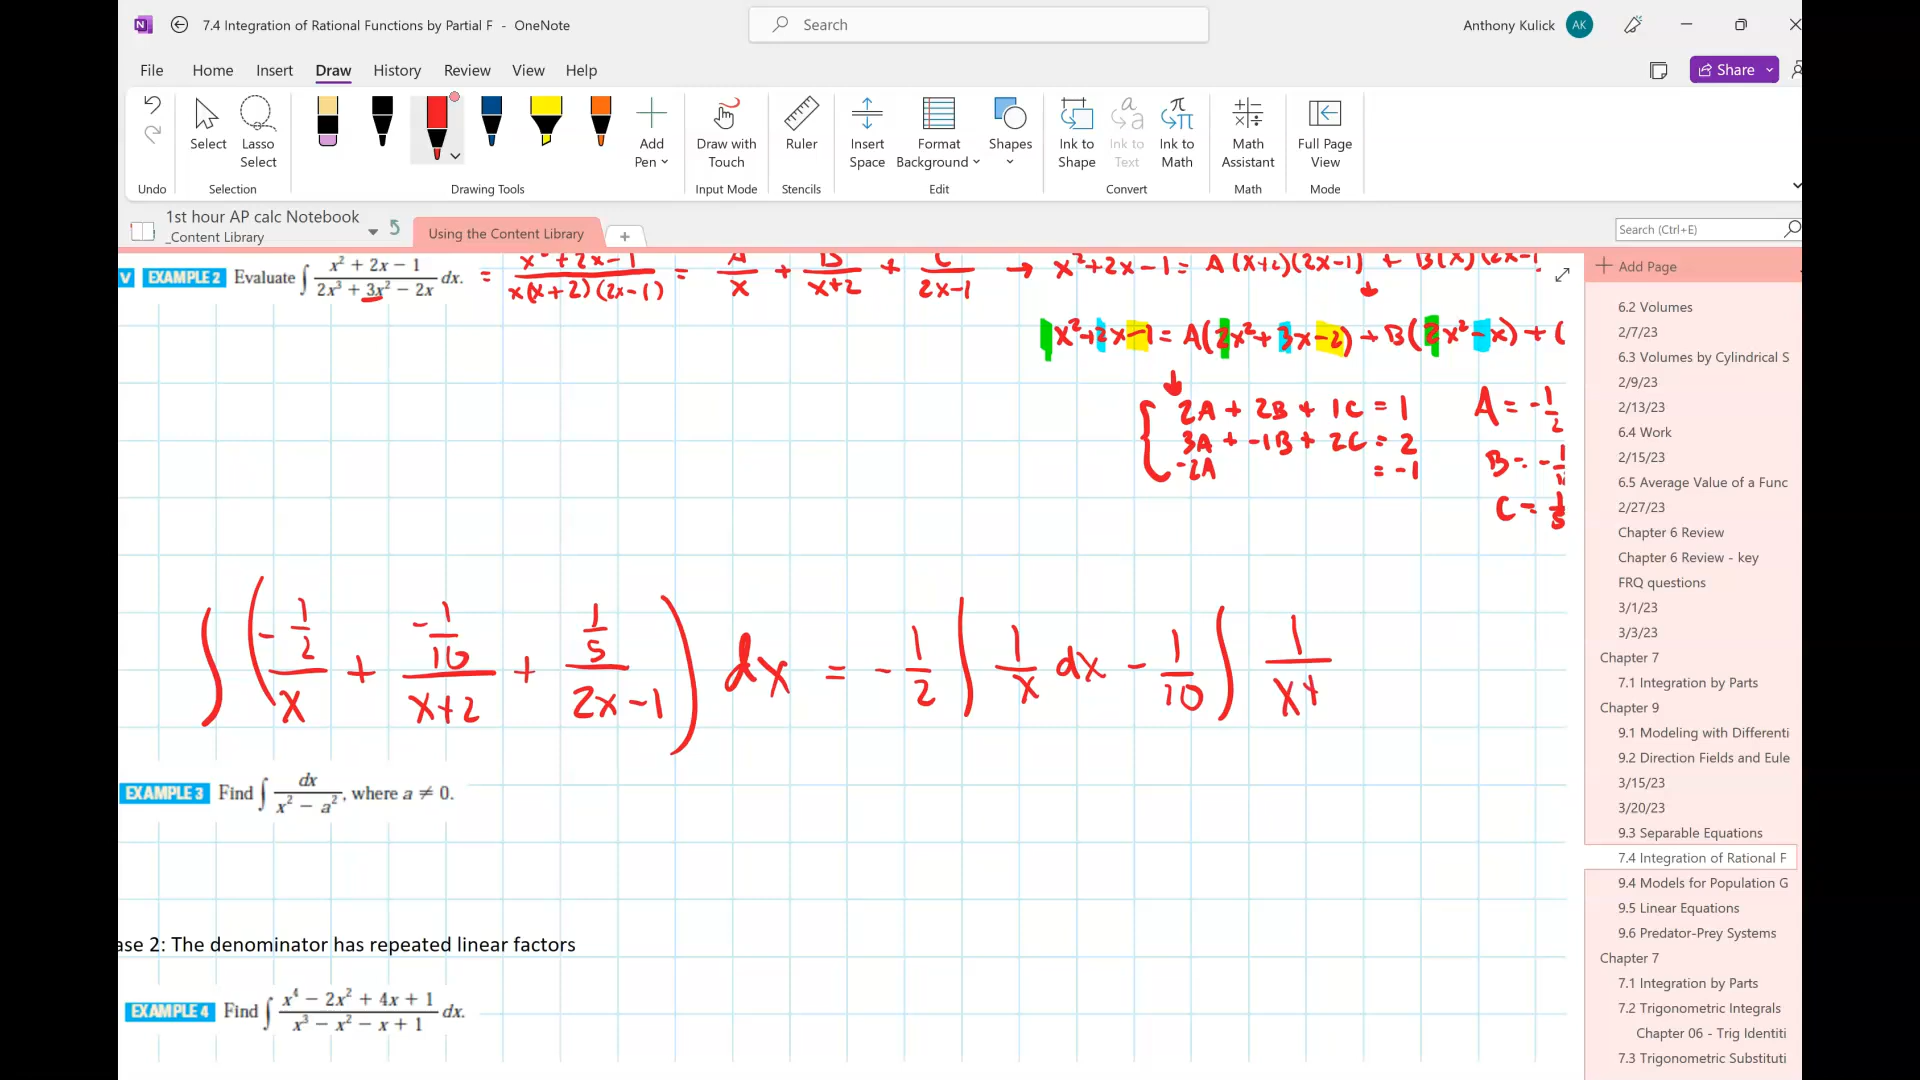 7.4 Integration of Rational Functions by Partial F - OneNote
Search
Anthony Kulick AK
File Home Insert Draw History Review View Help
Share
Undo
Select
Lasso Select
Selection
Drawing Tools
Add Pen
Draw with Touch
Input Mode
Ruler
Stencils
Insert Space
Format Background
Shapes
Edit
Ink to Shape
Ink to Text
Ink to Math
Convert
Math Assistant
Math
Full Page View
Mode
1st hour AP calc Notebook
_Content Library
Using the Content Library
Search (Ctrl+E)
V EXAMPLE 2 Evaluate ∫ (x² + 2x − 1)/(2x³ + 3x² − 2x) dx. = (x²+2x-1)/(x(x+2)(2x-1)) = A/x + B/(x+2) + C/(2x-1) → x²+2x-1 = A(x+2)(2x-1) + B(x)(2x-1
x²+2x-1 = A(2x²+3x-2) + B(2x²-x) + (
2A + 2B + 1C = 1
3A + -1B + 2C = 2
-2A = -1
A = -1/2
B = -1/1
C = 1/5
∫ ( (-1/2)/x + (-1/10)/(x+2) + (1/5)/(2x-1) ) dx = -1/2 ∫ 1/x dx - 1/10 ∫ 1/(x+
EXAMPLE 3 Find ∫ dx/(x² − a²), where a ≠ 0.
ase 2: The denominator has repeated linear factors
EXAMPLE 4 Find ∫ (x⁴ − 2x² + 4x + 1)/(x³ − x² − x + 1) dx.
Add Page
6.2 Volumes
2/7/23
6.3 Volumes by Cylindrical S
2/9/23
2/13/23
6.4 Work
2/15/23
6.5 Average Value of a Func
2/27/23
Chapter 6 Review
Chapter 6 Review - key
FRQ questions
3/1/23
3/3/23
Chapter 7
7.1 Integration by Parts
Chapter 9
9.1 Modeling with Differenti
9.2 Direction Fields and Eule
3/15/23
3/20/23
9.3 Separable Equations
7.4 Integration of Rational F
9.4 Models for Population G
9.5 Linear Equations
9.6 Predator-Prey Systems
Chapter 7
7.1 Integration by Parts
7.2 Trigonometric Integrals
Chapter 06 - Trig Identiti
7.3 Trigonometric Substituti